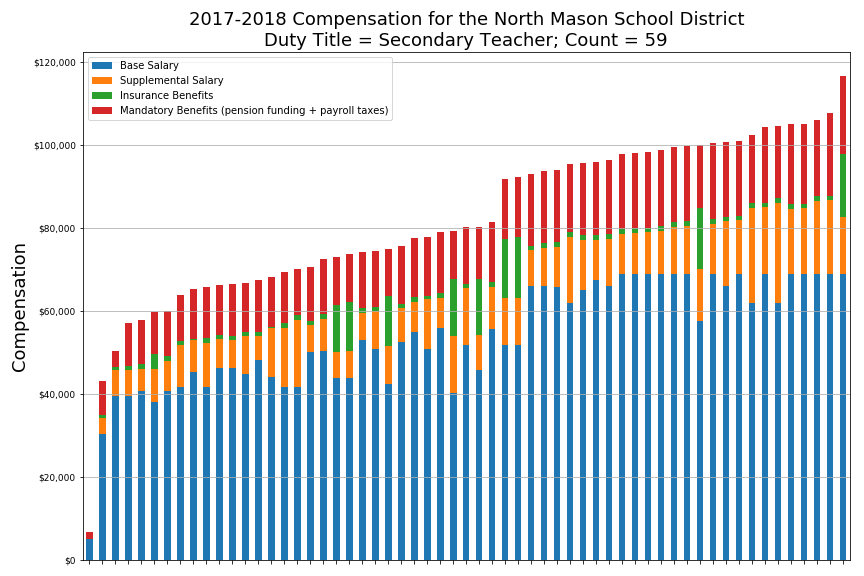 2017-2018 Compensation for the North Mason School District
Duty Title = Secondary Teacher; Count = 59
Base Salary
Supplemental Salary
Insurance Benefits
Mandatory Benefits (pension funding + payroll taxes)
Compensation
$120,000
$100,000
$80,000
$60,000
$40,000
$20,000
$0